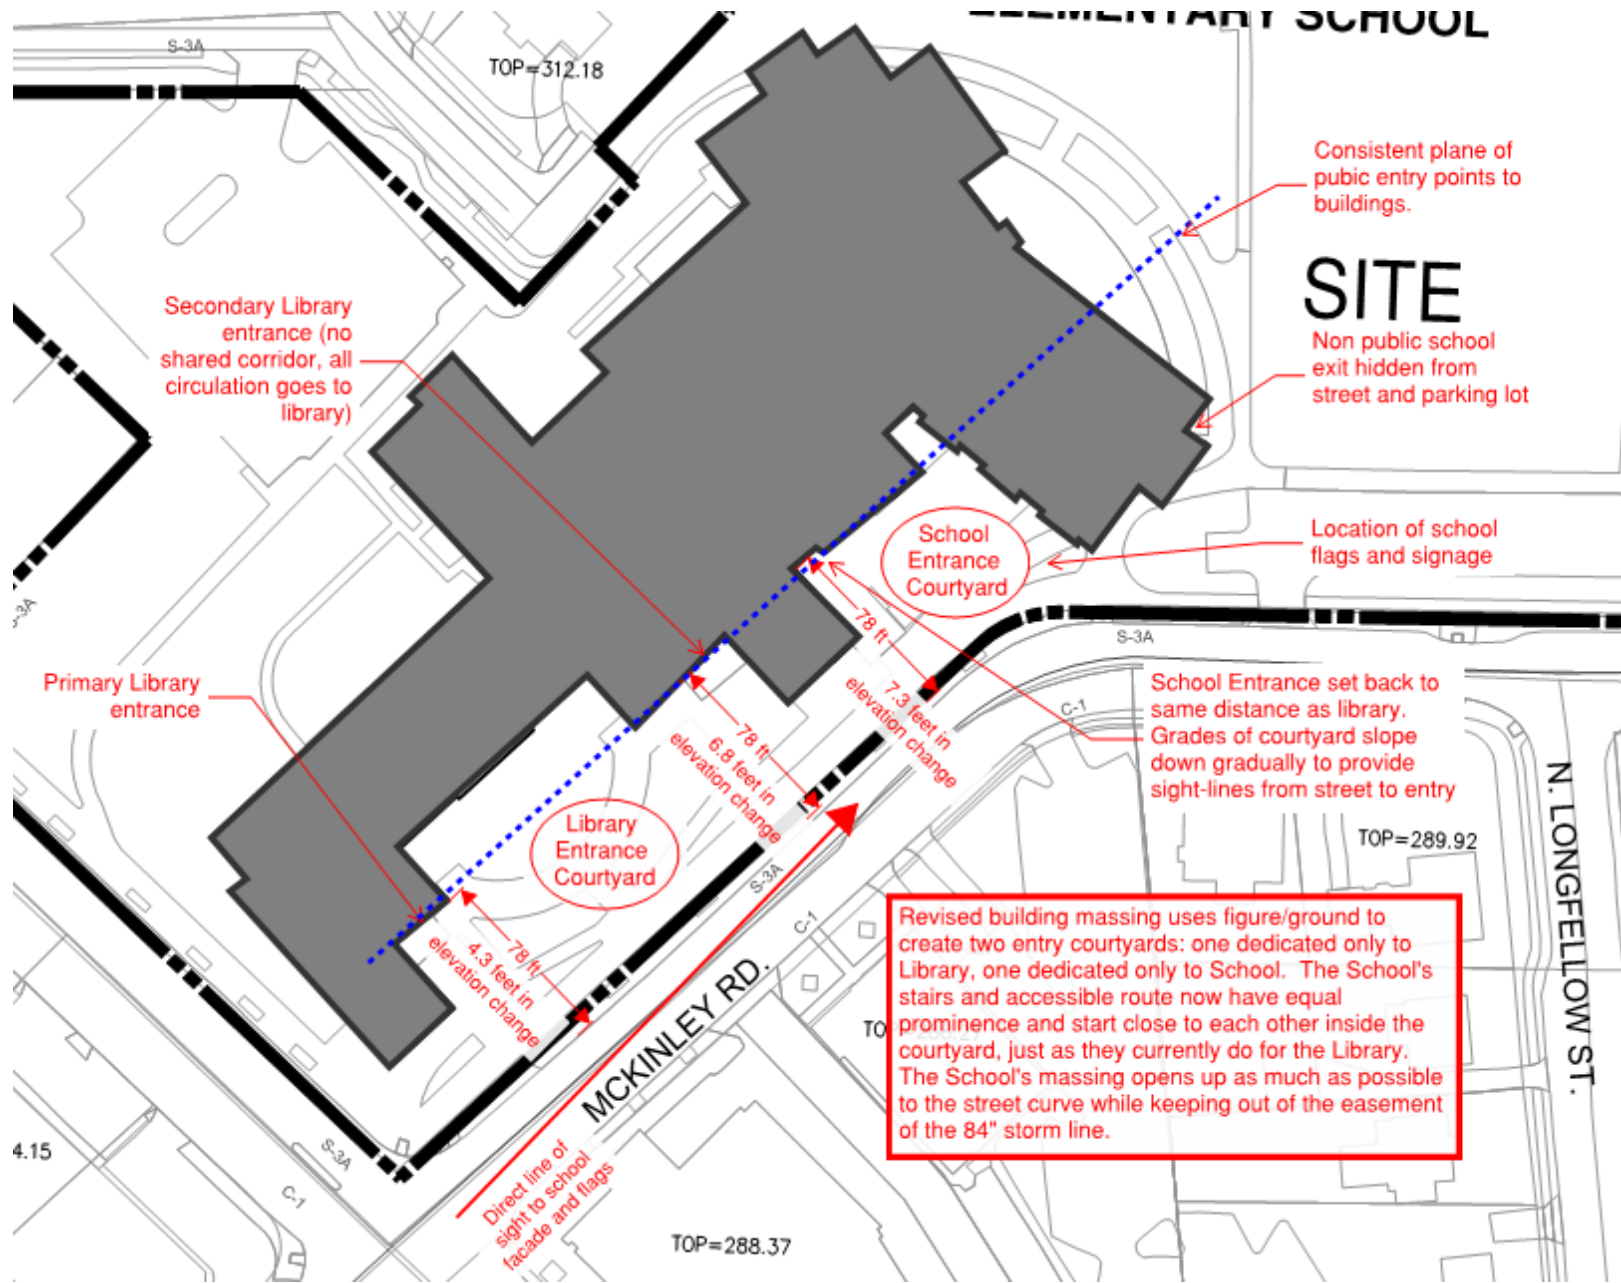 ELEMENTARY SCHOOL
S-3A
TOP=312.18
Consistent plane of
pubic entry points to
buildings.
SITE
Secondary Library
entrance (no
shared corridor, all
circulation goes to
library)
Non public school
exit hidden from
street and parking lot
School
Entrance
Courtyard
Location of school
flags and signage
S-3A
78 ft
7.3 feet in
elevation change
S-3A
Primary Library
entrance
School Entrance set back to
same distance as library.
Grades of courtyard slope
down gradually to provide
sight-lines from street to entry
C-1
78 ft
6.8 feet in
elevation change
Library
Entrance
Courtyard
N. LONGFELLOW ST.
TOP=289.92
S-3A
C-1
78 ft
4.3 feet in
elevation change
MCKINLEY RD.
Revised building massing uses figure/ground to
create two entry courtyards: one dedicated only to
Library, one dedicated only to School. The School's
stairs and accessible route now have equal
prominence and start close to each other inside the
courtyard, just as they currently do for the Library.
The School's massing opens up as much as possible
to the street curve while keeping out of the easement
of the 84" storm line.
4.15
S-3A
C-1
Direct line of
sight to school
facade and flags
TOP=288.37